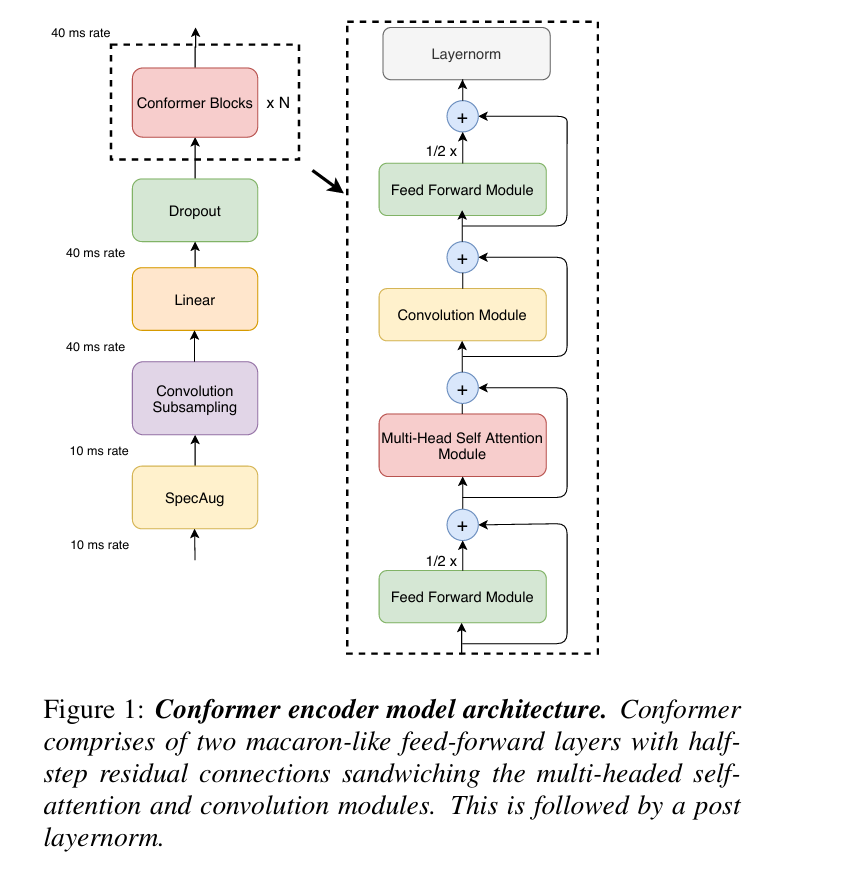 40 ms rate
Conformer Blocks
x N
Dropout
40 ms rate
Linear
40 ms rate
Convolution
Subsampling
10 ms rate
SpecAug
10 ms rate
Layernorm
+
1/2 x
Feed Forward Module
+
Convolution Module
+
Multi-Head Self Attention
Module
+
1/2 x
Feed Forward Module
Figure 1: Conformer encoder model architecture. Conformer
comprises of two macaron-like feed-forward layers with half-
step residual connections sandwiching the multi-headed self-
attention and convolution modules. This is followed by a post
layernorm.